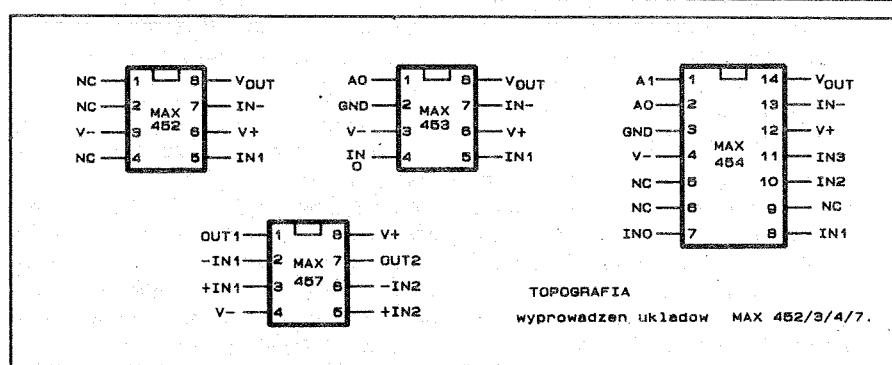 NC 1 8 VOUT
NC 2 MAX 7 IN-
V- 3 452 6 V+
NC 4 5 IN1
A0 1 8 VOUT
GND 2 MAX 7 IN-
V- 3 453 6 V+
IN 0 4 5 IN1
A1 1 14 VOUT
A0 2 13 IN-
GND 3 12 V+
V- 4 MAX 454 11 IN3
NC 5 10 IN2
NC 6 9 NC
IN0 7 8 IN1
OUT1 1 8 V+
-IN1 2 MAX 7 OUT2
+IN1 3 457 6 -IN2
V- 4 5 +IN2
TOPOGRAFIA
wyprowadzen ukladow MAX 452/3/4/7.